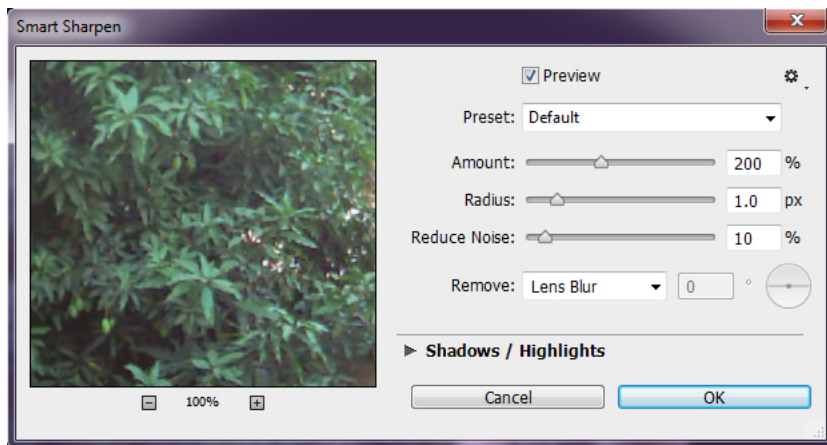 Smart Sharpen
Preview
Preset: Default
Amount: 200 %
Radius: 1.0 px
Reduce Noise: 10 %
Remove: Lens Blur 0 °
Shadows / Highlights
100%
Cancel OK